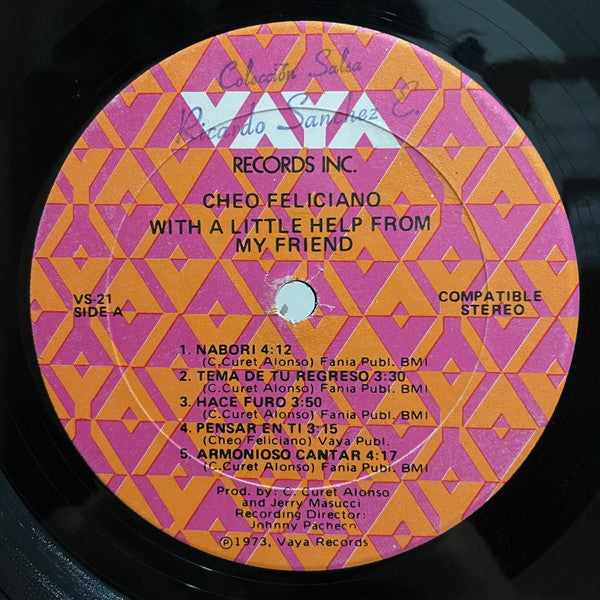 Colección Salsa
VAYA
Ricardo Sanchez C.
RECORDS INC.
CHEO FELICIANO
WITH A LITTLE HELP FROM
MY FRIEND
VS-21
SIDE A
COMPATIBLE
STEREO
1. NABORI 4:12
(C.Curet Alonso) Fania Publ. BMI
2. TEMA DE TU REGRESO 3:30
(C.Curet Alonso) Fania Publ. BMI
3. HACE FURO 3:50
(C.Curet Alonso) Fania Publ. BMI
4. PENSAR EN TI 3:15
(Cheo Feliciano) Vaya Publ.
5. ARMONIOSO CANTAR 4:17
(C.Curet Alonso) Fania Publ. BMI
Prod. by: C. Curet Alonso
and Jerry Masucci
Recording Director:
Johnny Pacheco
℗1973, Vaya Records